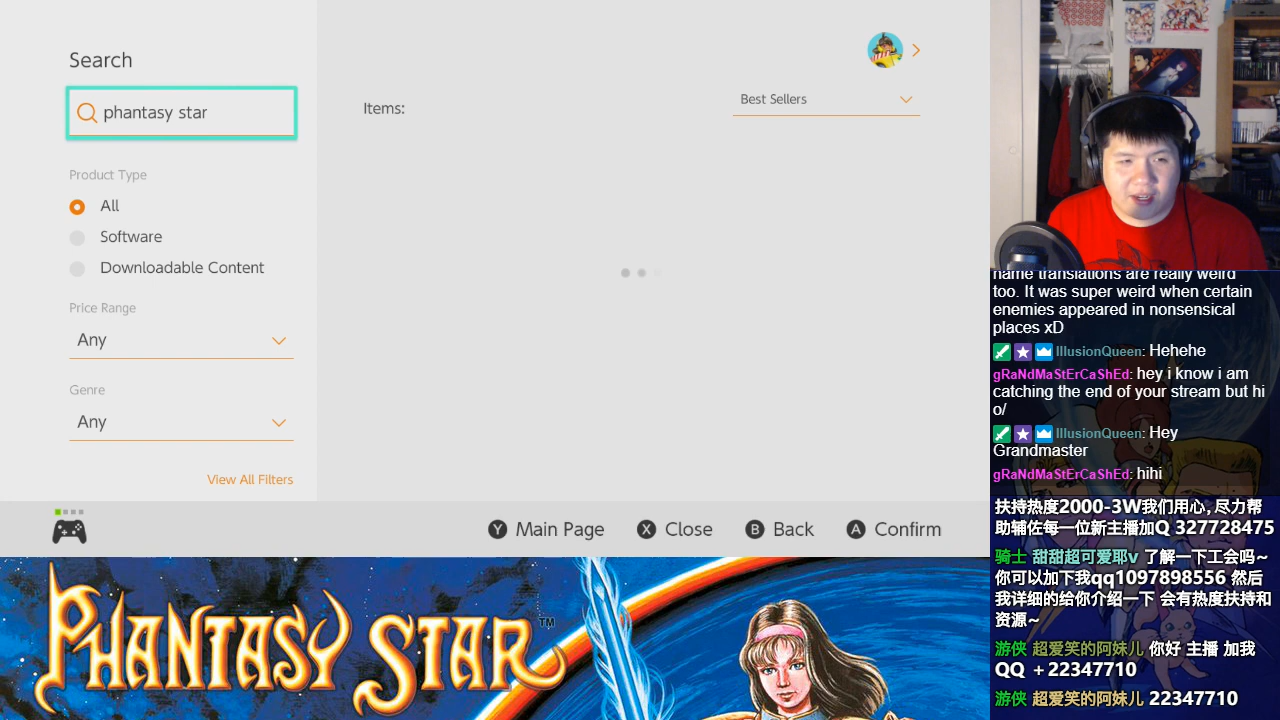 Search
phantasy star
Product Type
All
Software
Downloadable Content
Price Range
Any
Genre
Any
View All Filters
Items:
Best Sellers
Y Main Page
X Close
B Back
A Confirm
PHANTASY STAR™
name translations are really weird
too. It was super weird when certain
enemies appeared in nonsensical
places xD
IllusionQueen: Hehehe
gRaNdMaStErCaShEd: hey i know i am
catching the end of your stream but hi
o/
IllusionQueen: Hey
Grandmaster
gRaNdMaStErCaShEd: hihi
扶持热度2000-3W我们用心,尽力帮
助辅佐每一位新主播加Q 327728475
骑士 甜甜超可爱耶v 了解一下工会吗~
你可以加下我qq1097898556 然后
我详细的给你介绍一下 会有热度扶持和
资源~
游侠 超爱笑的阿妹儿 你好 主播 加我
QQ +22347710
游侠 超爱笑的阿妹儿 22347710